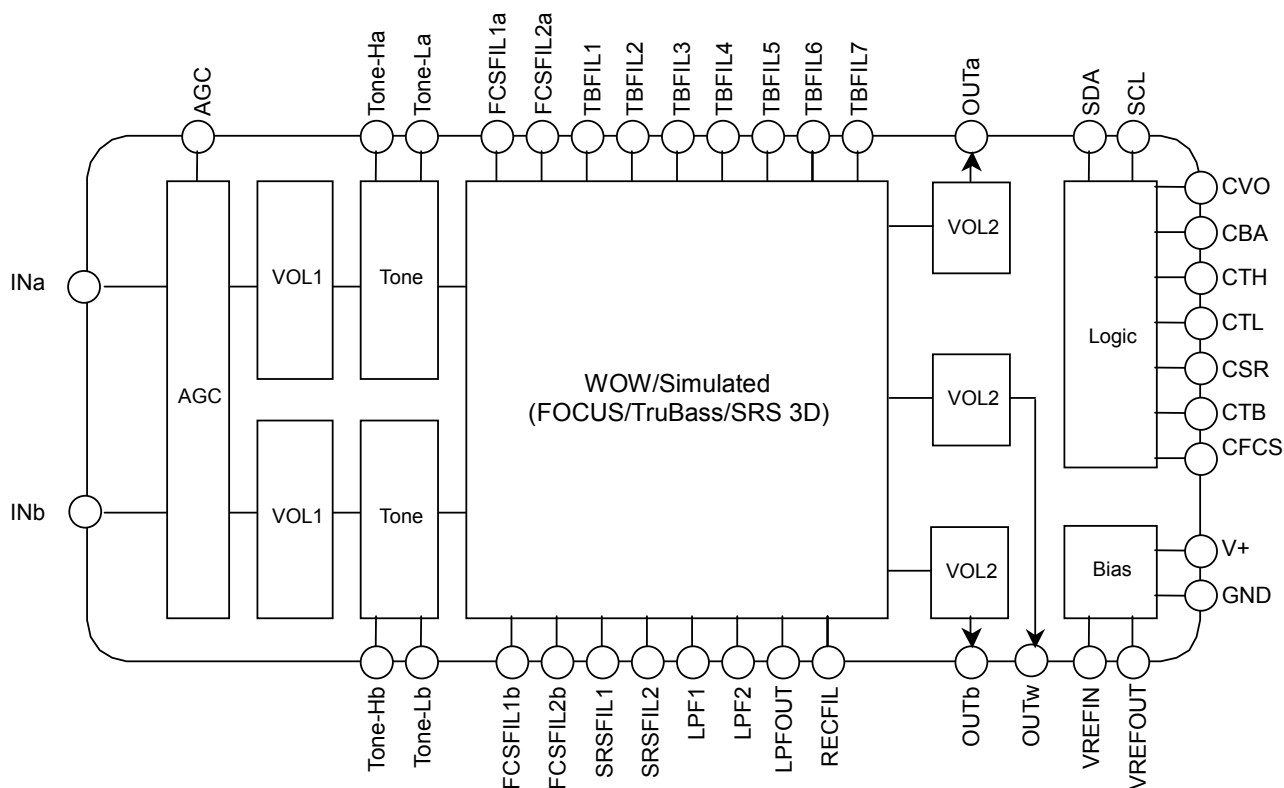 AGC
Tone-Ha
Tone-La
FCSFIL1a
FCSFIL2a
TBFIL1
TBFIL2
TBFIL3
TBFIL4
TBFIL5
TBFIL6
TBFIL7
OUTa
SDA
SCL
INa
INb
AGC
VOL1
Tone
VOL1
Tone
WOW/Simulated
(FOCUS/TruBass/SRS 3D)
VOL2
VOL2
VOL2
Logic
Bias
CVO
CBA
CTH
CTL
CSR
CTB
CFCS
V+
GND
Tone-Hb
Tone-Lb
FCSFIL1b
FCSFIL2b
SRSFIL1
SRSFIL2
LPF1
LPF2
LPFOUT
RECFIL
OUTb
OUTw
VREFIN
VREFOUT